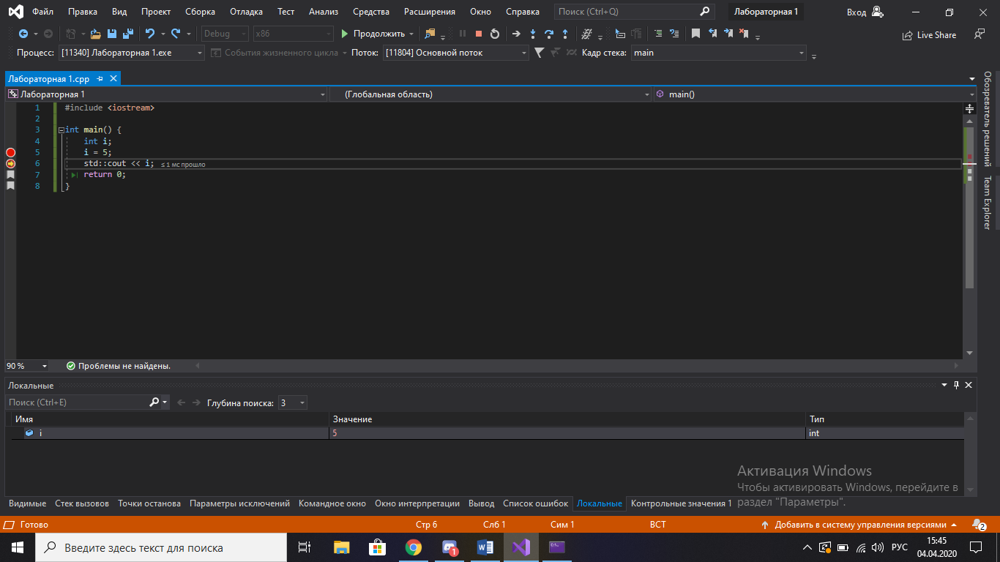 Файл Правка Вид Проект Сборка Отладка Тест Анализ Средства Расширения Окно Справка Поиск (Ctrl+Q) Лабораторная 1 Вход
Debug x86 Продолжить Live Share
Процесс: [11340] Лабораторная 1.exe События жизненного цикла Поток: [11804] Основной поток Кадр стека: main
Лабораторная 1.cpp
Лабораторная 1 (Глобальная область) main()
1 #include <iostream>
2
3 int main() {
4 int i;
5 i = 5;
6 std::cout << i; ≤ 1 мс прошло
7 return 0;
8 }
Обозреватель решений
Team Explorer
90 % Проблемы не найдены.
Локальные
Поиск (Ctrl+E) Глубина поиска: 3
Имя Значение Тип
i 5 int
Активация Windows
Чтобы активировать Windows, перейдите в
раздел "Параметры".
Видимые Стек вызовов Точки останова Параметры исключений Командное окно Окно интерпретации Вывод Список ошибок Локальные Контрольные значения 1
Готово Стр 6 Слб 1 Сим 1 ВСТ Добавить в систему управления версиями 2
Введите здесь текст для поиска 1 РУС 15:45
04.04.2020